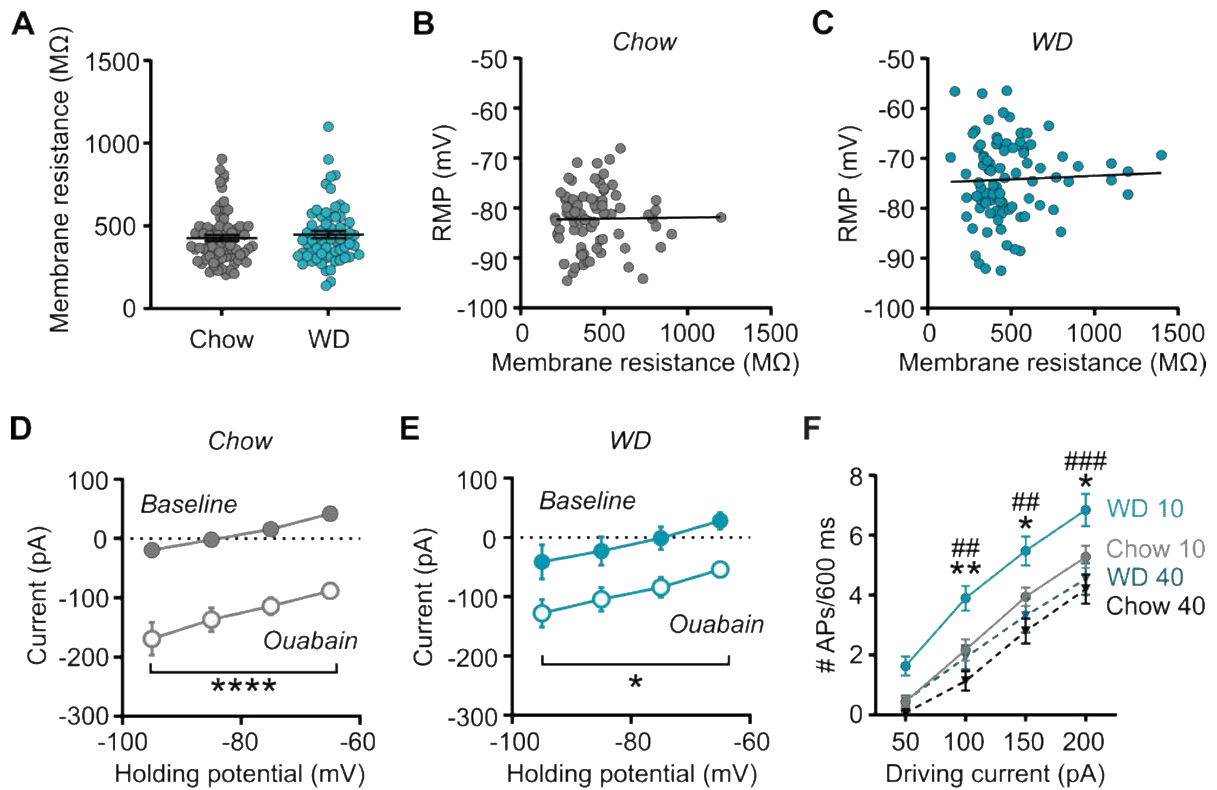 A
Membrane resistance (MΩ)
1500
1000
500
0
Chow
WD
B
Chow
RMP (mV)
-50
-60
-70
-80
-90
-100
0
500
1000
1500
Membrane resistance (MΩ)
C
WD
RMP (mV)
-50
-60
-70
-80
-90
-100
0
500
1000
1500
Membrane resistance (MΩ)
D
Chow
Current (pA)
100
0
-100
-200
-300
Baseline
Ouabain
****
-100
-80
-60
Holding potential (mV)
E
WD
Current (pA)
100
0
-100
-200
-300
Baseline
Ouabain
*
-100
-80
-60
Holding potential (mV)
F
# APs/600 ms
8
6
4
2
0
##
**
##
*
###
*
WD 10
Chow 10
WD 40
Chow 40
50
100
150
200
Driving current (pA)